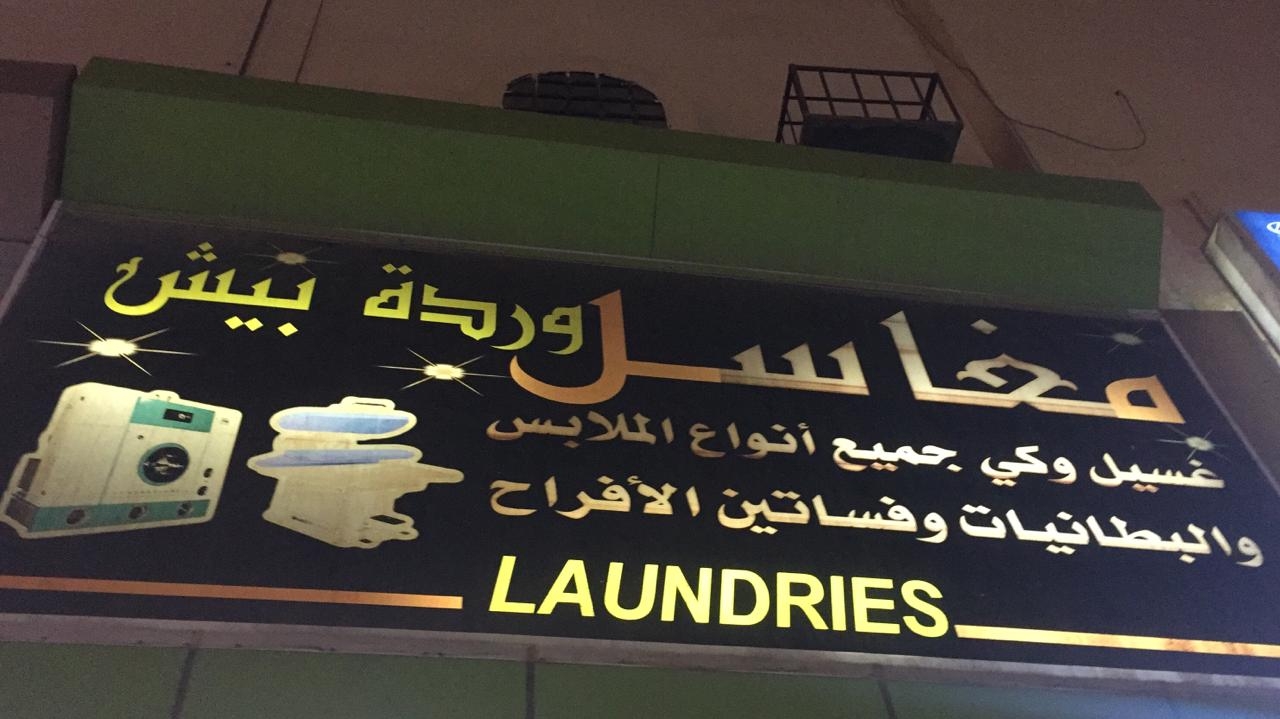 مغاسل وردة بيش
غسيل وكي جميع أنواع الملابس
والبطانيات وفساتين الأفراح
LAUNDRIES